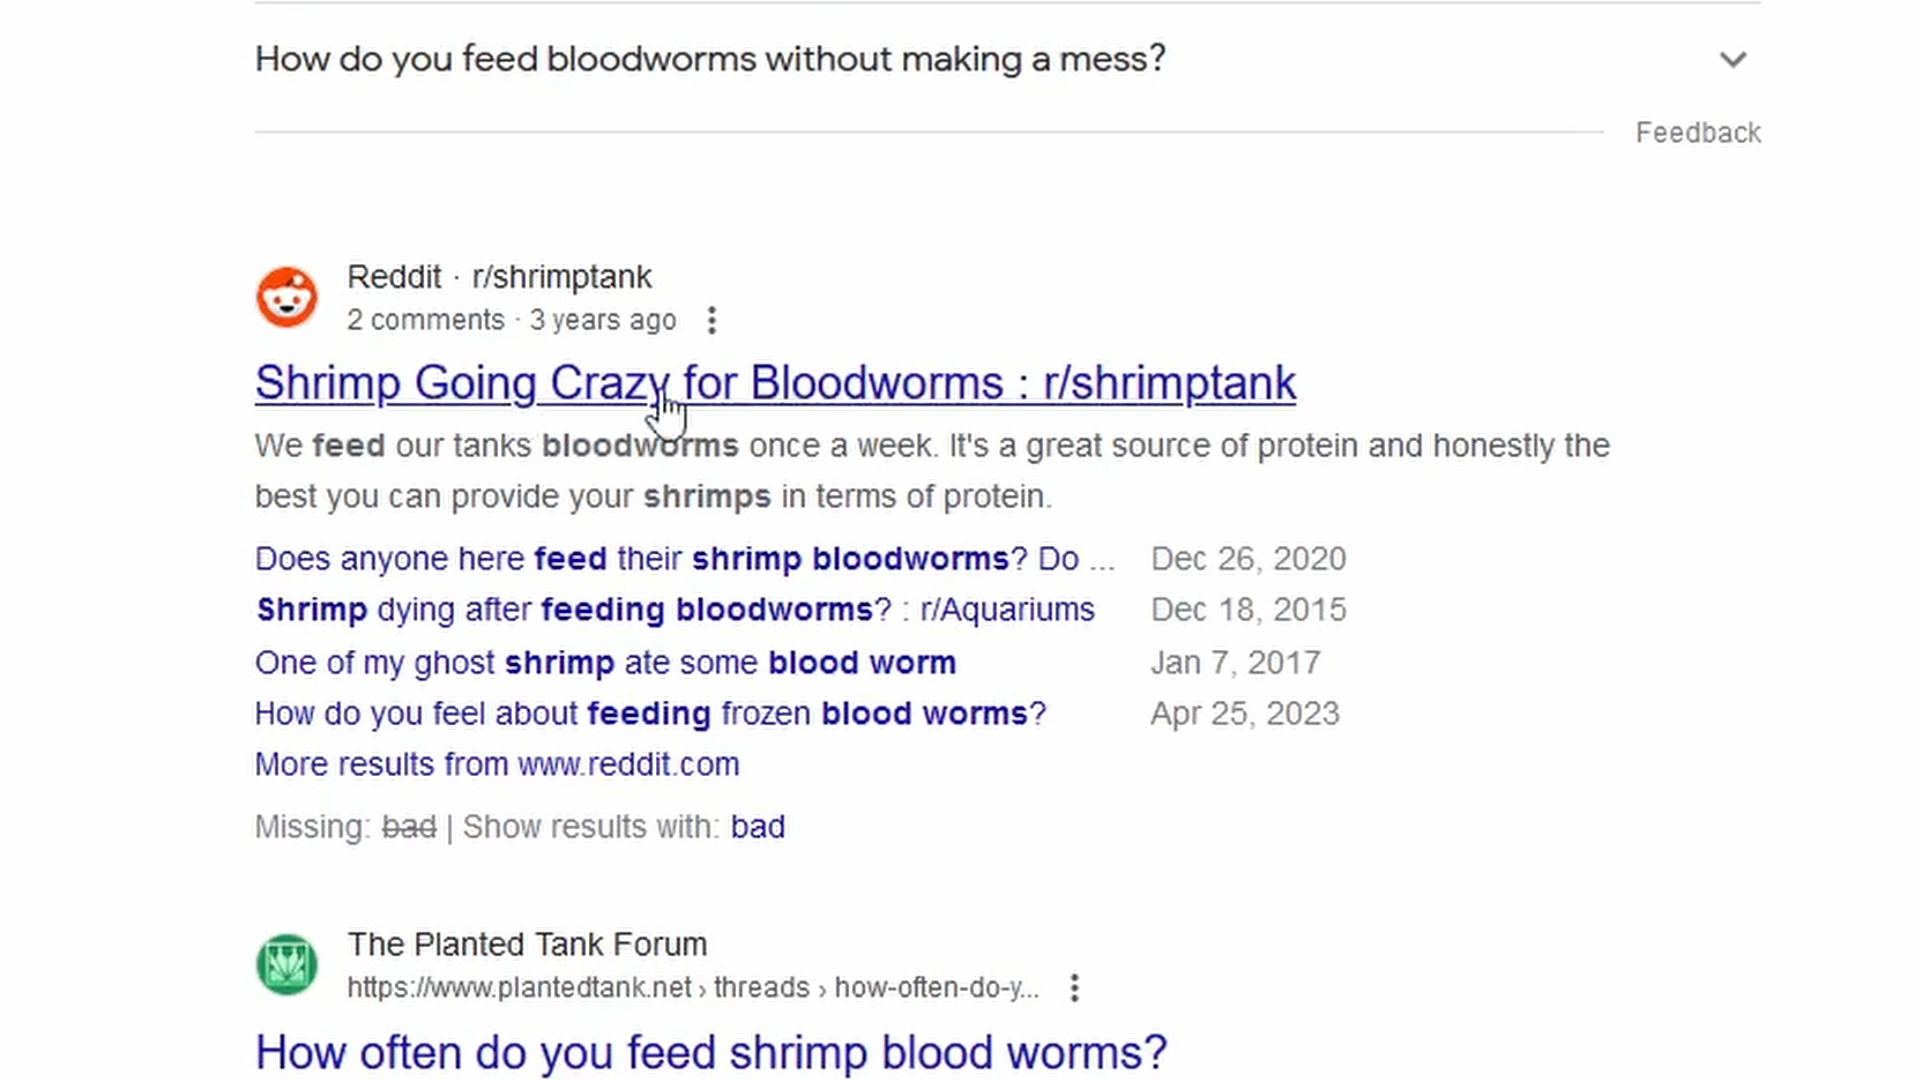 How do you feed bloodworms without making a mess?
Feedback
Reddit · r/shrimptank
2 comments · 3 years ago
Shrimp Going Crazy for Bloodworms : r/shrimptank
We feed our tanks bloodworms once a week. It's a great source of protein and honestly the
best you can provide your shrimps in terms of protein.
Does anyone here feed their shrimp bloodworms? Do ... Dec 26, 2020
Shrimp dying after feeding bloodworms? : r/Aquariums Dec 18, 2015
One of my ghost shrimp ate some blood worm Jan 7, 2017
How do you feel about feeding frozen blood worms? Apr 25, 2023
More results from www.reddit.com
Missing: bad | Show results with: bad
The Planted Tank Forum
https://www.plantedtank.net › threads › how-often-do-y...
How often do you feed shrimp blood worms?